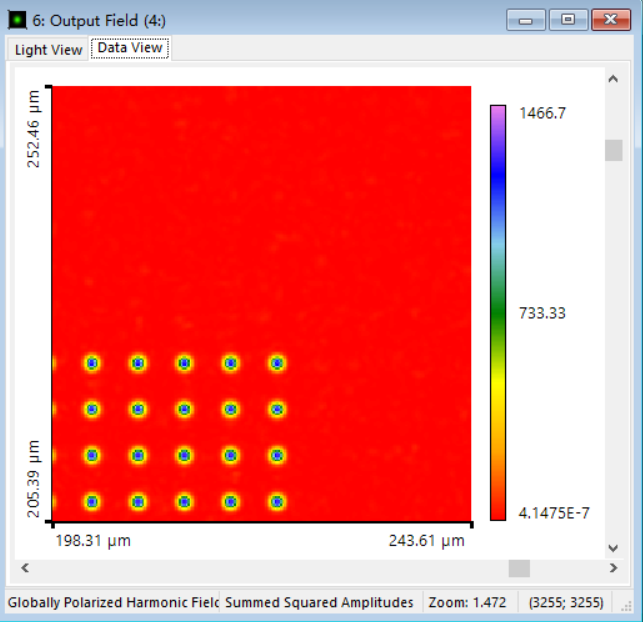 6: Output Field (4:)
Light View Data View
252.46 µm
205.39 µm
198.31 µm 243.61 µm
1466.7
733.33
4.1475E-7
Globally Polarized Harmonic Fielc Summed Squared Amplitudes Zoom: 1.472 (3255; 3255)